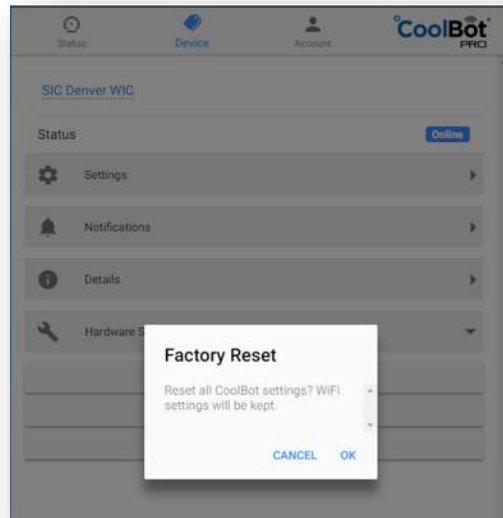 Status
Device
Account
°CoolBot
PRO
SIC Denver WIC
Status
Online
Settings
Notifications
Details
Hardware S
Factory Reset
Reset all CoolBot settings? WiFi
settings will be kept.
CANCEL OK